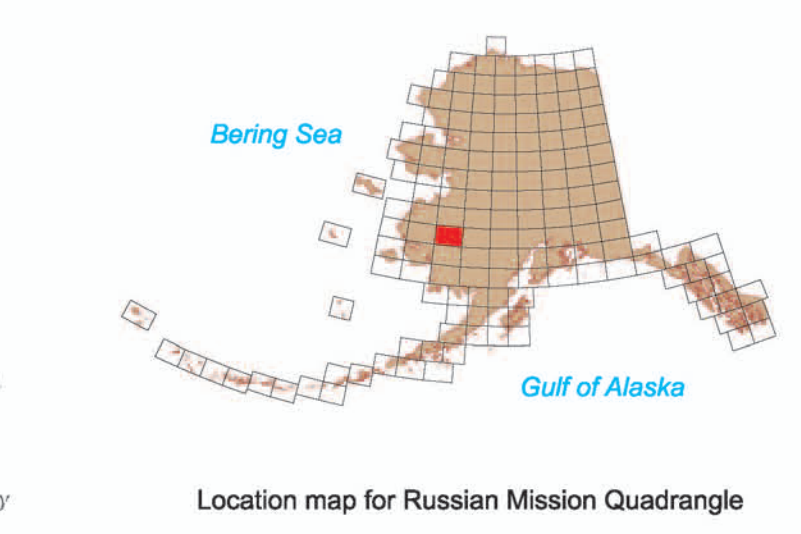 Bering Sea
Gulf of Alaska
)′
Location map for Russian Mission Quadrangle